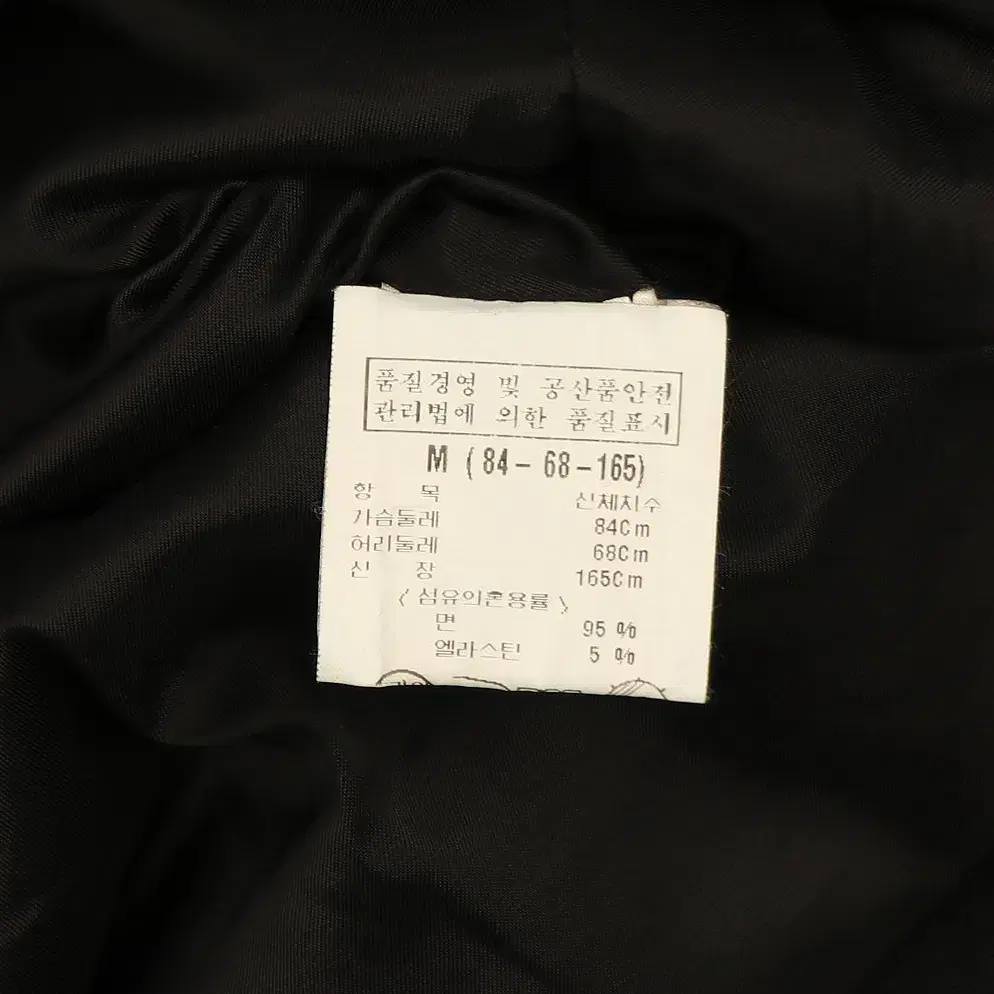 품질경영 및 공산품안전
관리법에 의한 품질표시
M (84-68-165)
항 목 신체치수
가슴둘레 84Cm
허리둘레 68Cm
신 장 165Cm
( 섬유의혼용률 )
면 95 %
엘라스틴 5 %